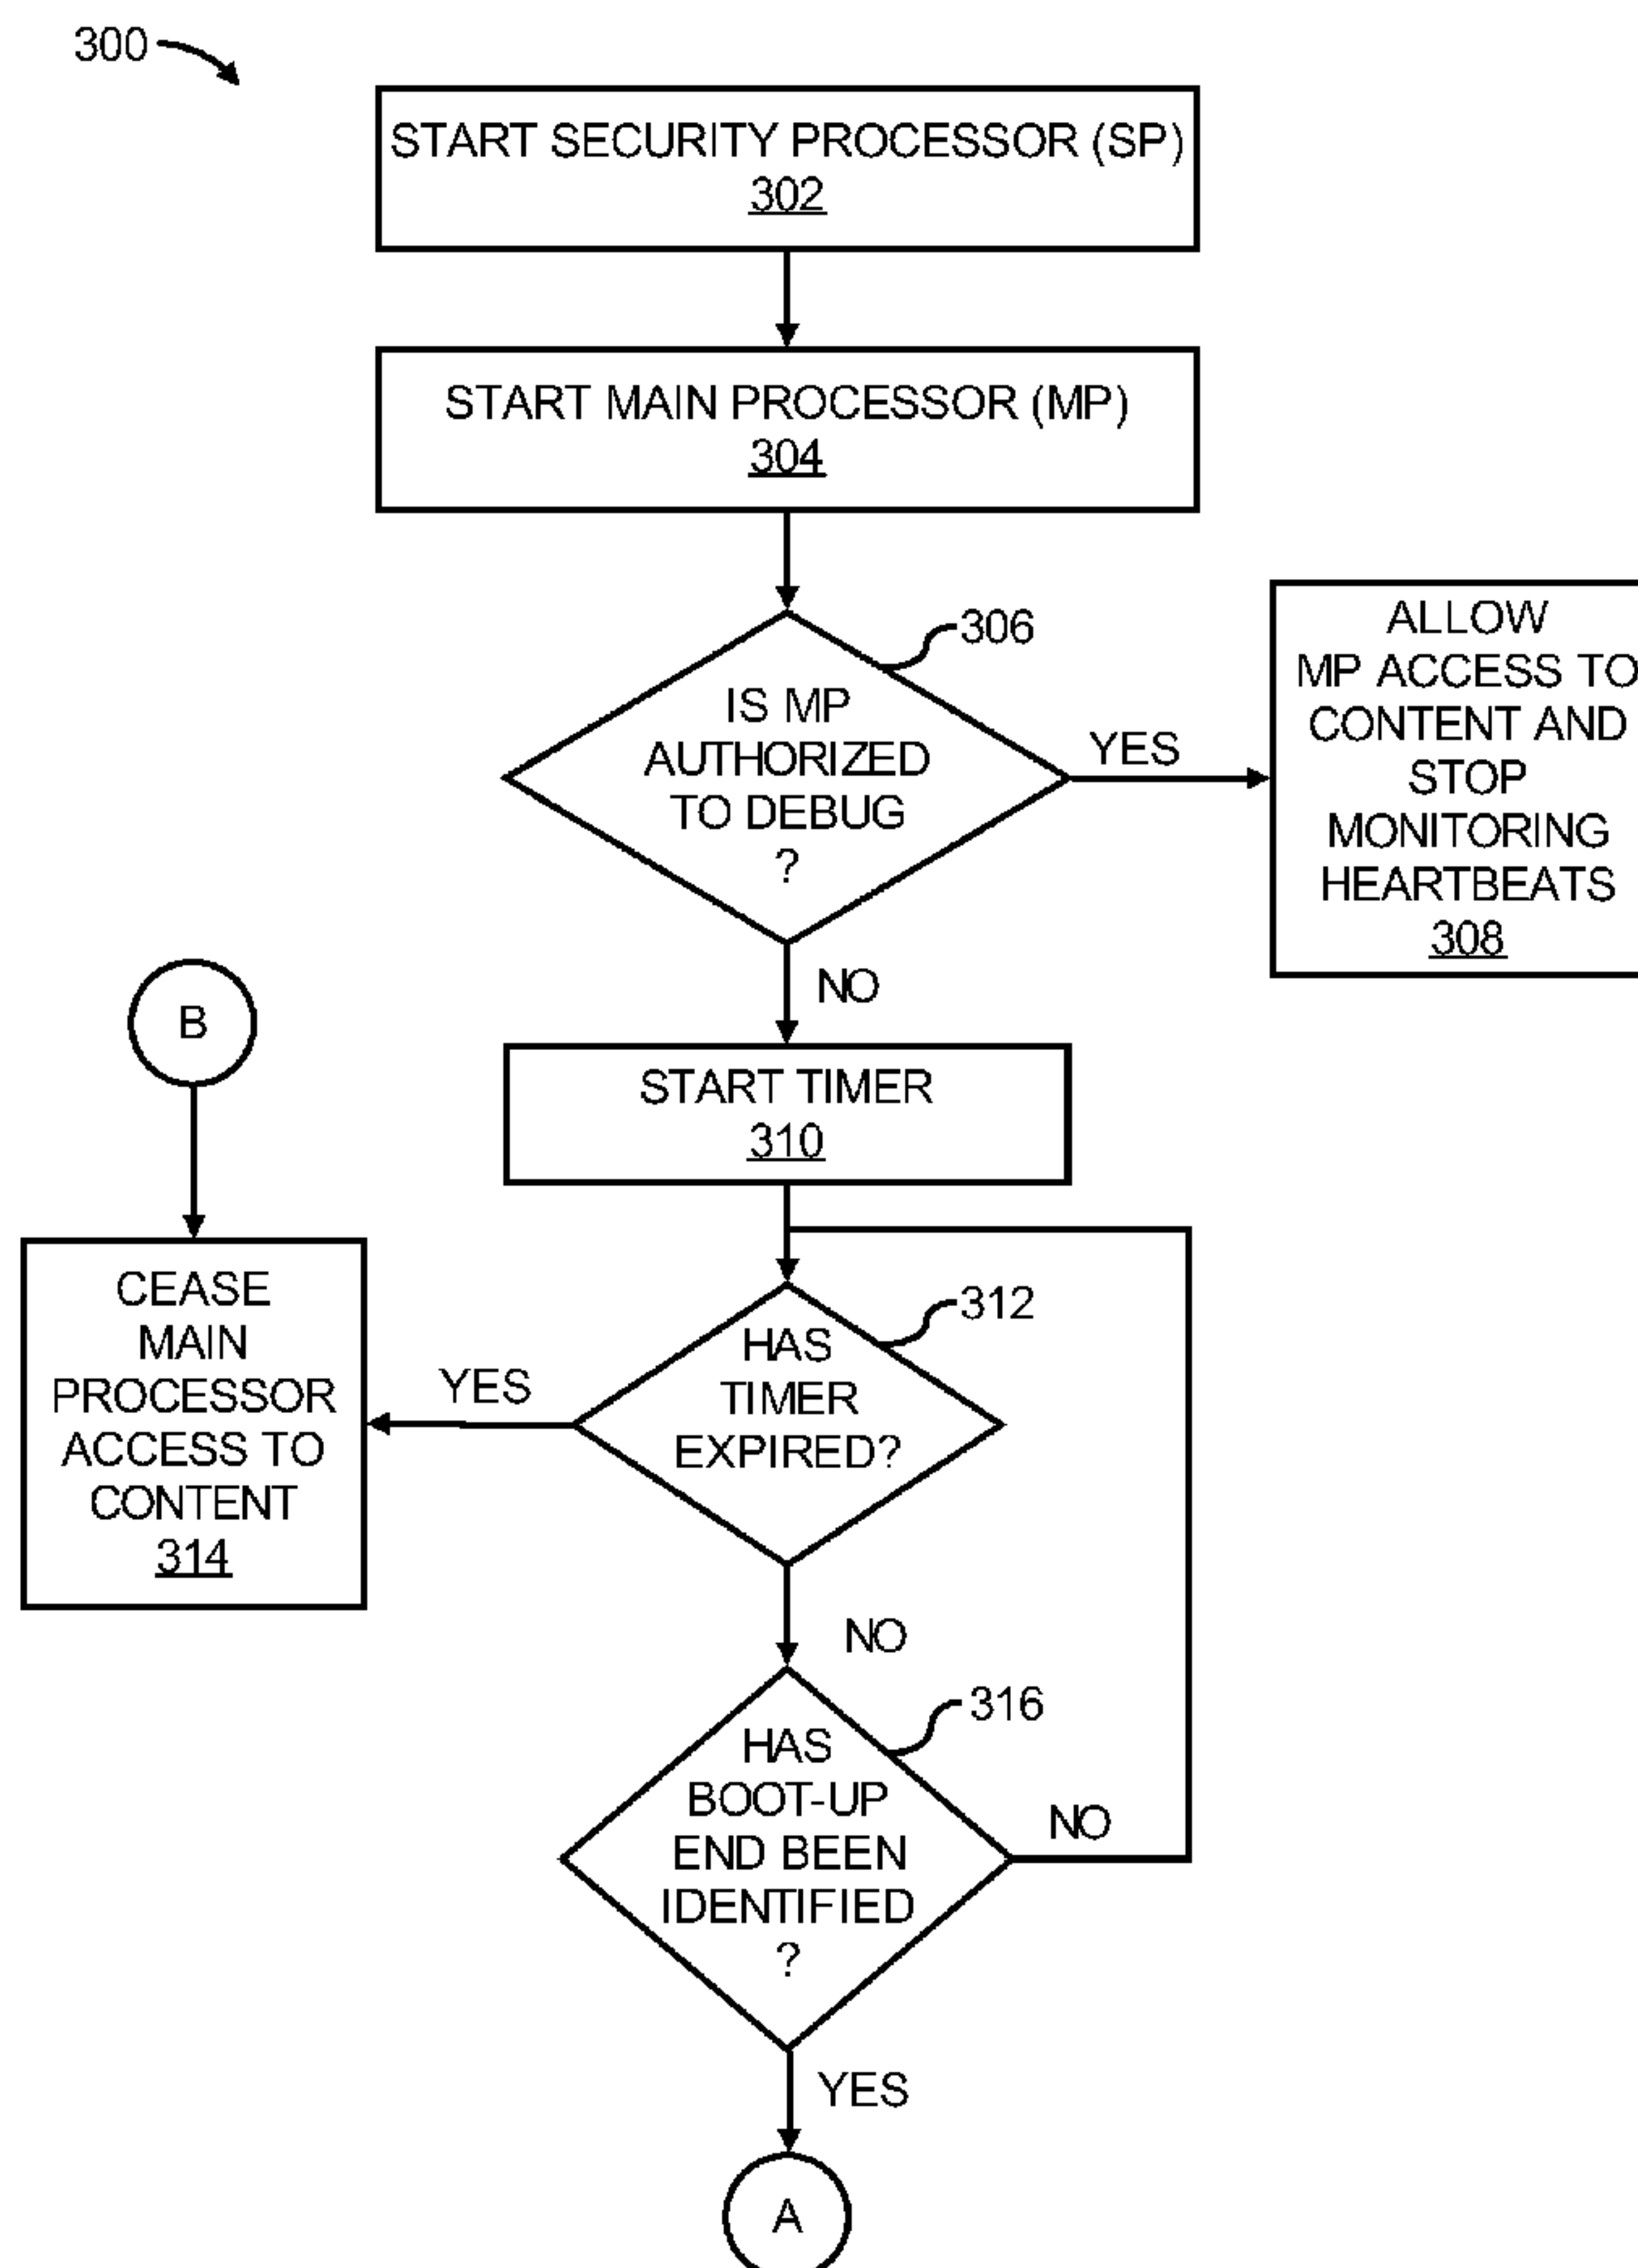 300
START SECURITY PROCESSOR (SP)
302
START MAIN PROCESSOR (MP)
304
306
IS MP
AUTHORIZED
TO DEBUG
?
YES
ALLOW
MP ACCESS TO
CONTENT AND
STOP
MONITORING
HEARTBEATS
308
NO
B
START TIMER
310
312
HAS
TIMER
EXPIRED?
YES
CEASE
MAIN
PROCESSOR
ACCESS TO
CONTENT
314
NO
316
HAS
BOOT-UP
END BEEN
IDENTIFIED
?
NO
YES
A